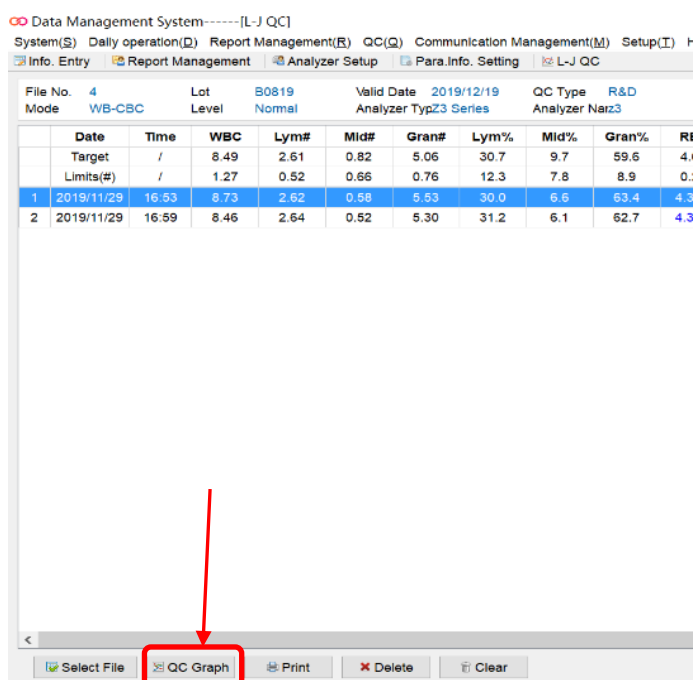 Data Management System------[L-J QC]
System(S) Daily operation(D) Report Management(R) QC(Q) Communication Management(M) Setup(T) H
Info. Entry Report Management Analyzer Setup Para.Info. Setting L-J QC
File No. 4 Lot B0819 Valid Date 2019/12/19 QC Type R&D
Mode WB-CBC Level Normal Analyzer TypZ3 Series Analyzer Narz3
Date Time WBC Lym# Mid# Gran# Lym% Mid% Gran% RE
Target / 8.49 2.61 0.82 5.06 30.7 9.7 59.6 4.
Limits(#) / 1.27 0.52 0.66 0.76 12.3 7.8 8.9 0.
1 2019/11/29 16:53 8.73 2.62 0.58 5.53 30.0 6.6 63.4 4.3
2 2019/11/29 16:59 8.46 2.64 0.52 5.30 31.2 6.1 62.7 4.3
Select File QC Graph Print Delete Clear